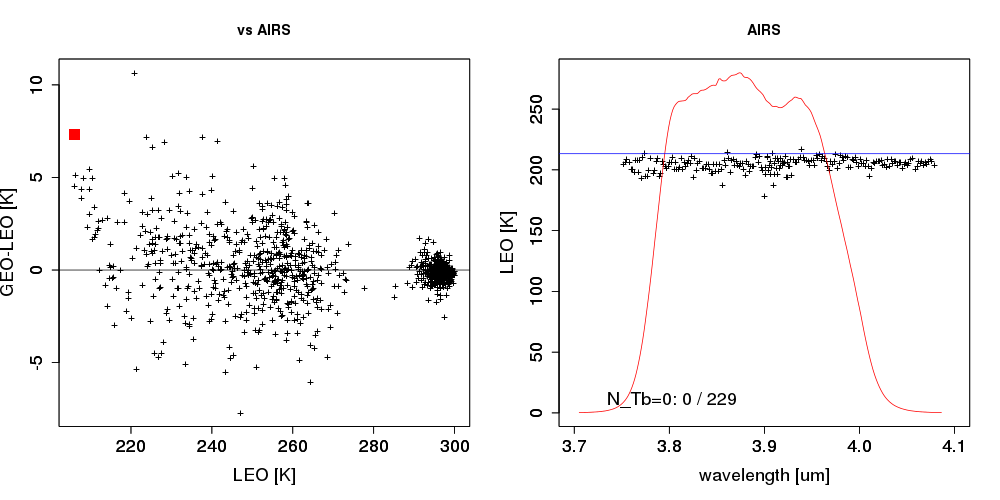 vs AIRS
GEO-LEO [K]
10
5
0
-5
220 240 260 280 300
LEO [K]
AIRS
LEO [K]
250
200
150
100
50
0
N_Tb=0: 0 / 229
3.7 3.8 3.9 4.0 4.1
wavelength [um]